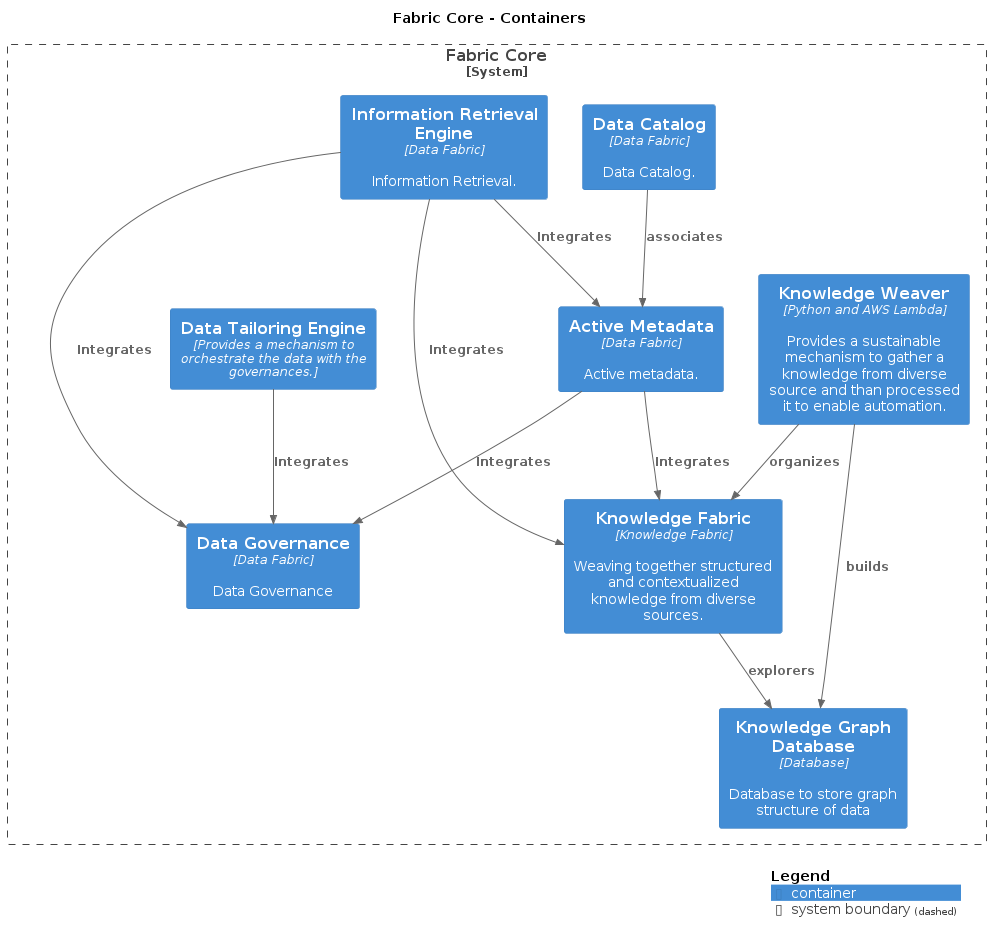 Fabric Core - Containers
Fabric Core
[System]
Information Retrieval
Engine
[Data Fabric]
Information Retrieval.
Data Catalog
[Data Fabric]
Data Catalog.
Integrates
associates
Knowledge Weaver
[Python and AWS Lambda]
Provides a sustainable
mechanism to gather a
knowledge from diverse
source and than processed
it to enable automation.
Data Tailoring Engine
[Provides a mechanism to
orchestrate the data with the
governances.]
Active Metadata
[Data Fabric]
Active metadata.
Integrates
Integrates
Integrates
Integrates
Integrates
organizes
Knowledge Fabric
[Knowledge Fabric]
Weaving together structured
and contextualized
knowledge from diverse
sources.
Data Governance
[Data Fabric]
Data Governance
builds
explorers
Knowledge Graph
Database
[Database]
Database to store graph
structure of data
Legend
container
system boundary (dashed)